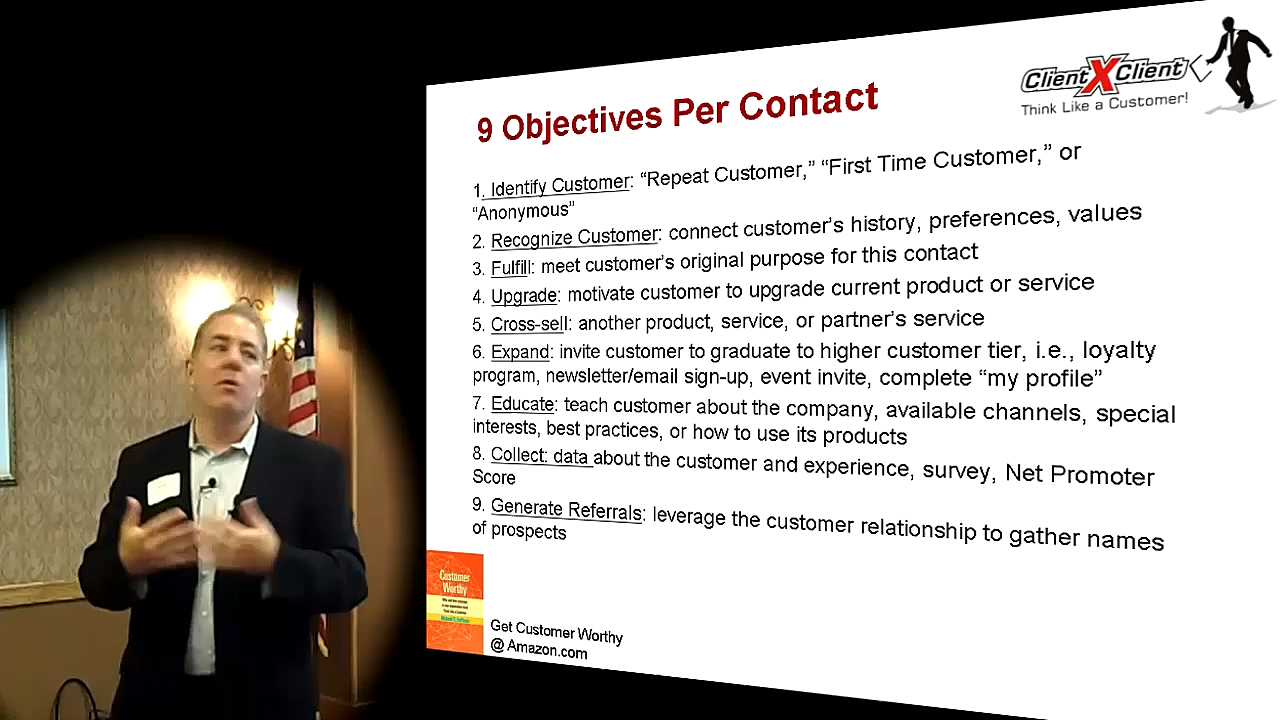 ClientXClient
Think Like a Customer!
9 Objectives Per Contact
1. Identify Customer: “Repeat Customer,” “First Time Customer,” or
“Anonymous”
2. Recognize Customer: connect customer’s history, preferences, values
3. Fulfill: meet customer’s original purpose for this contact
4. Upgrade: motivate customer to upgrade current product or service
5. Cross-sell: another product, service, or partner’s service
6. Expand: invite customer to graduate to higher customer tier, i.e., loyalty
program, newsletter/email sign-up, event invite, complete “my profile”
7. Educate: teach customer about the company, available channels, special
interests, best practices, or how to use its products
8. Collect: data about the customer and experience, survey, Net Promoter
Score
9. Generate Referrals: leverage the customer relationship to gather names
of prospects
Customer
Worthy
Get Customer Worthy
@ Amazon.com